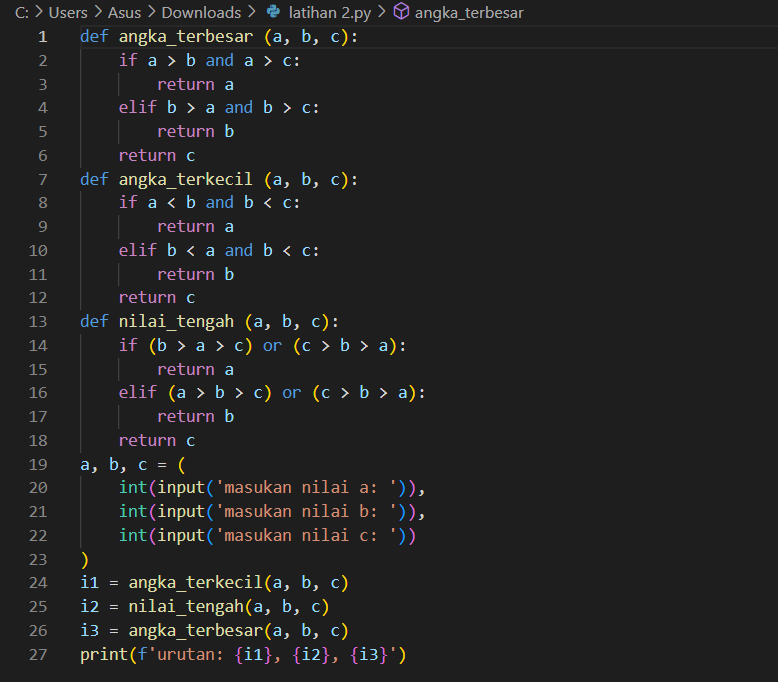 C: > Users > Asus > Downloads > latihan 2.py > angka_terbesar
1 def angka_terbesar (a, b, c):
2     if a > b and a > c:
3         return a
4     elif b > a and b > c:
5         return b
6     return c
7 def angka_terkecil (a, b, c):
8     if a < b and b < c:
9         return a
10     elif b < a and b < c:
11         return b
12     return c
13 def nilai_tengah (a, b, c):
14     if (b > a > c) or (c > b > a):
15         return a
16     elif (a > b > c) or (c > b > a):
17         return b
18     return c
19 a, b, c = (
20     int(input('masukan nilai a: ')),
21     int(input('masukan nilai b: ')),
22     int(input('masukan nilai c: '))
23 )
24 i1 = angka_terkecil(a, b, c)
25 i2 = nilai_tengah(a, b, c)
26 i3 = angka_terbesar(a, b, c)
27 print(f'urutan: {i1}, {i2}, {i3}')